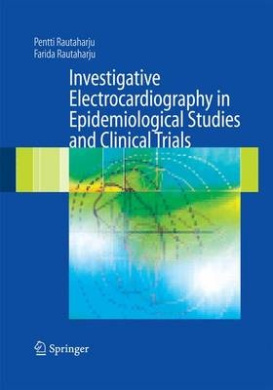 Pentti Rautaharju
Farida Rautaharju
Investigative
Electrocardiography in
Epidemiological Studies
and Clinical Trials
Springer